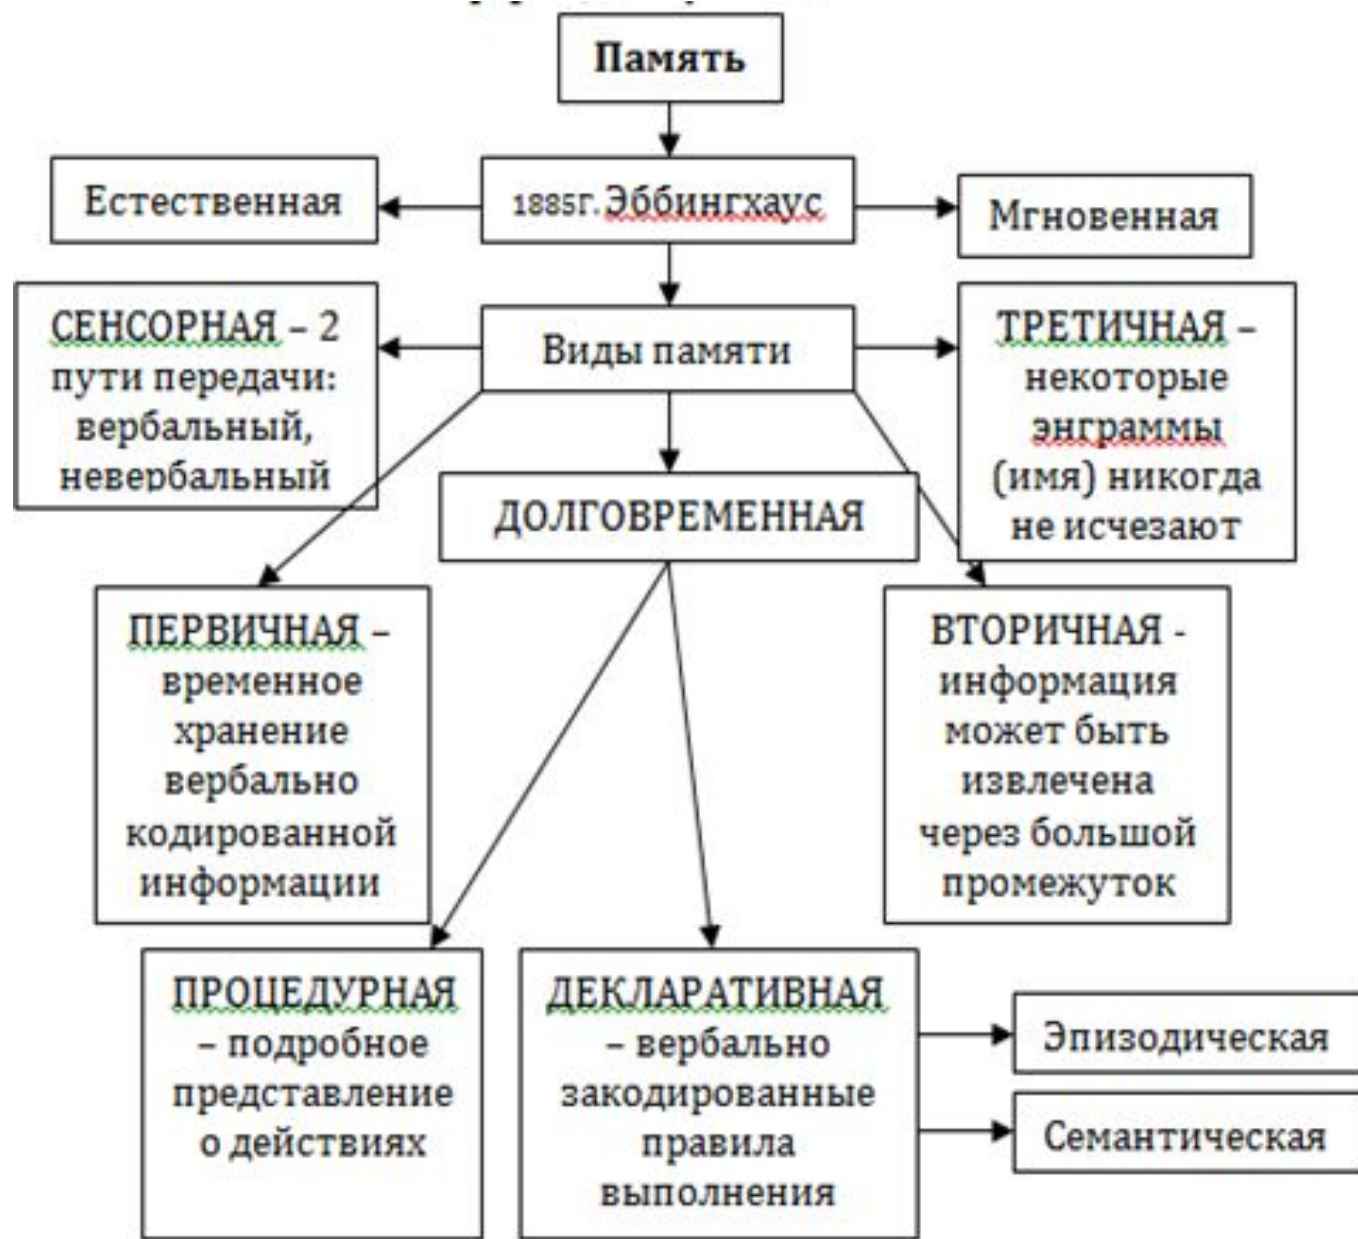 Память
Естественная
1885г. Эббингхаус
Мгновенная
СЕНСОРНАЯ – 2
пути передачи:
вербальный,
невербальный
Виды памяти
ТРЕТИЧНАЯ –
некоторые
энграммы
(имя) никогда
не исчезают
ДОЛГОВРЕМЕННАЯ
ПЕРВИЧНАЯ –
временное
хранение
вербально
кодированной
информации
ВТОРИЧНАЯ -
информация
может быть
извлечена
через большой
промежуток
ПРОЦЕДУРНАЯ
– подробное
представление
о действиях
ДЕКЛАРАТИВНАЯ
– вербально
закодированные
правила
выполнения
Эпизодическая
Семантическая